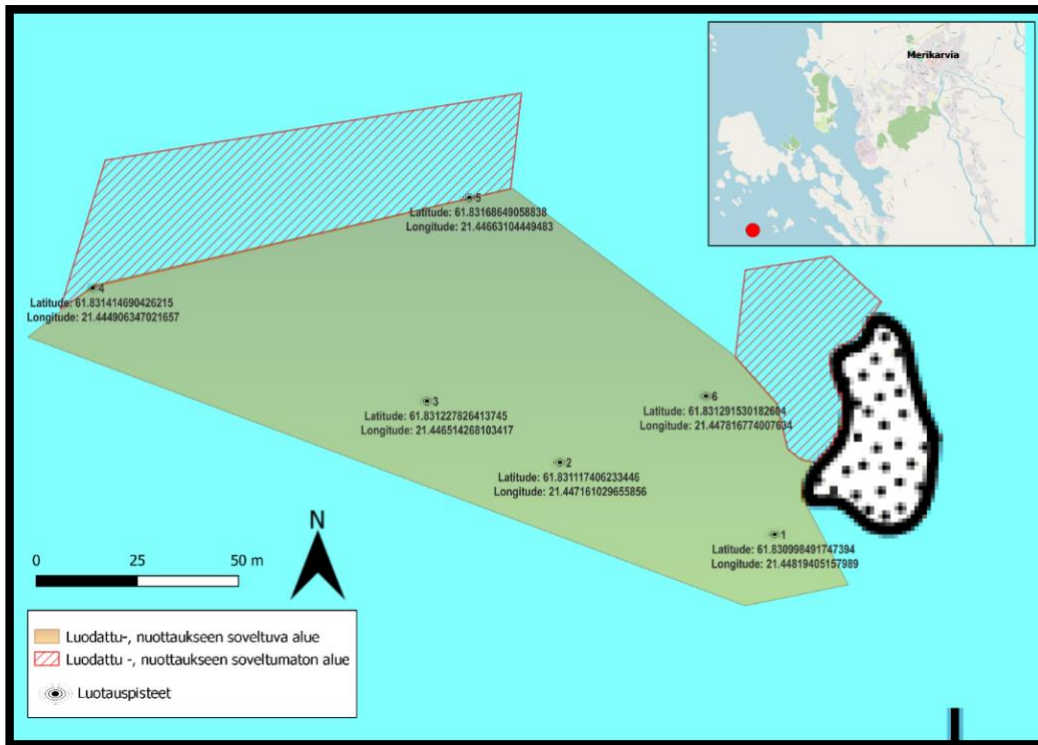 Merikarvia
5
Latitude: 61.83168649058838
Longitude: 21.44663104449483
4
Latitude: 61.831414690426215
Longitude: 21.444906347021657
3
Latitude: 61.831227826413745
Longitude: 21.446514268103417
6
Latitude: 61.831291530182604
Longitude: 21.447816774007634
2
Latitude: 61.831117406233446
Longitude: 21.447161029655856
1
Latitude: 61.830998491747394
Longitude: 21.44819405157989
N
0 25 50 m
Luodattu-, nuottaukseen soveltuva alue
Luodattu -, nuottaukseen soveltumaton alue
Luotauspisteet